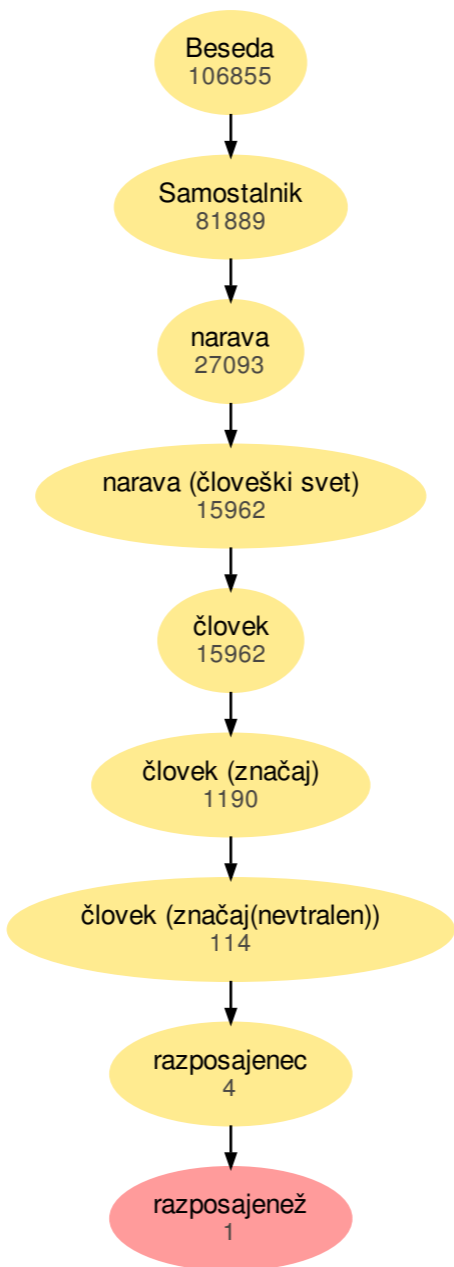 Beseda
106855
Samostalnik
81889
narava
27093
narava (človeški svet)
15962
človek
15962
človek (značaj)
1190
človek (značaj(nevtralen))
114
razposajenec
4
razposajenež
1